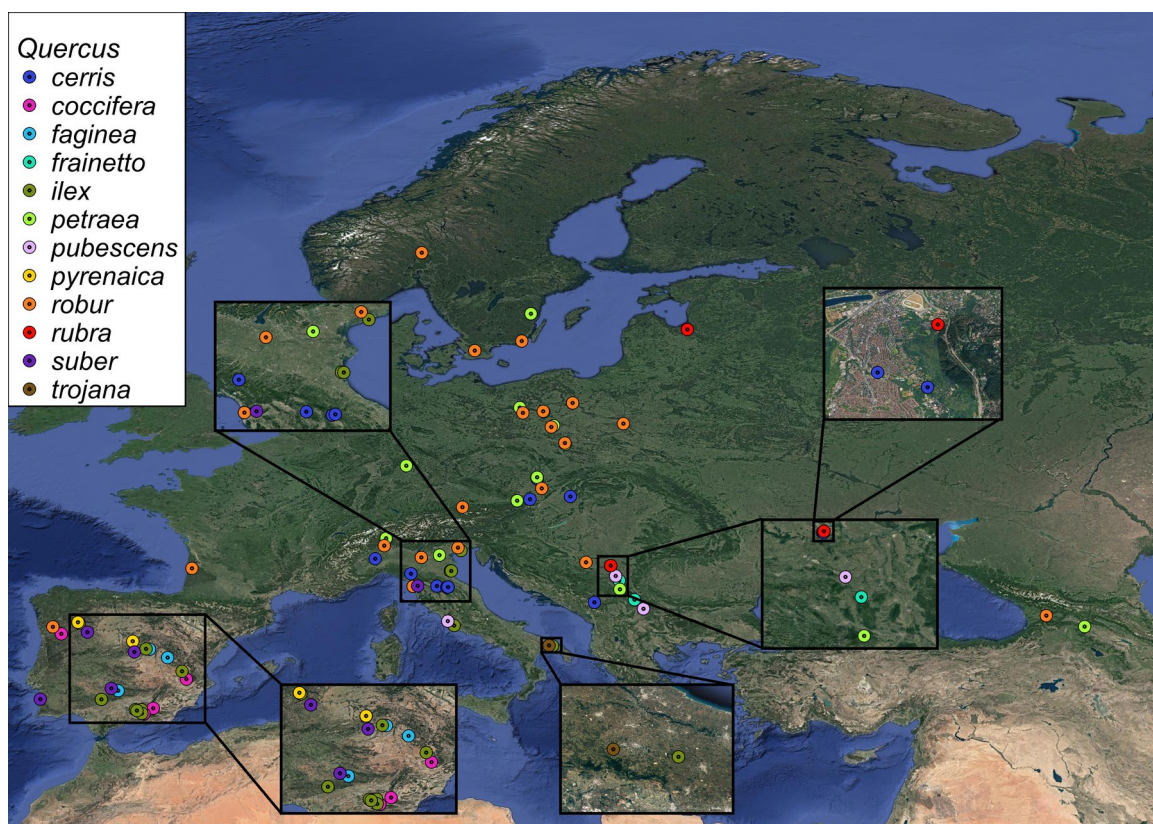 Quercus
cerris
coccifera
faginea
frainetto
ilex
petraea
pubescens
pyrenaica
robur
rubra
suber
trojana